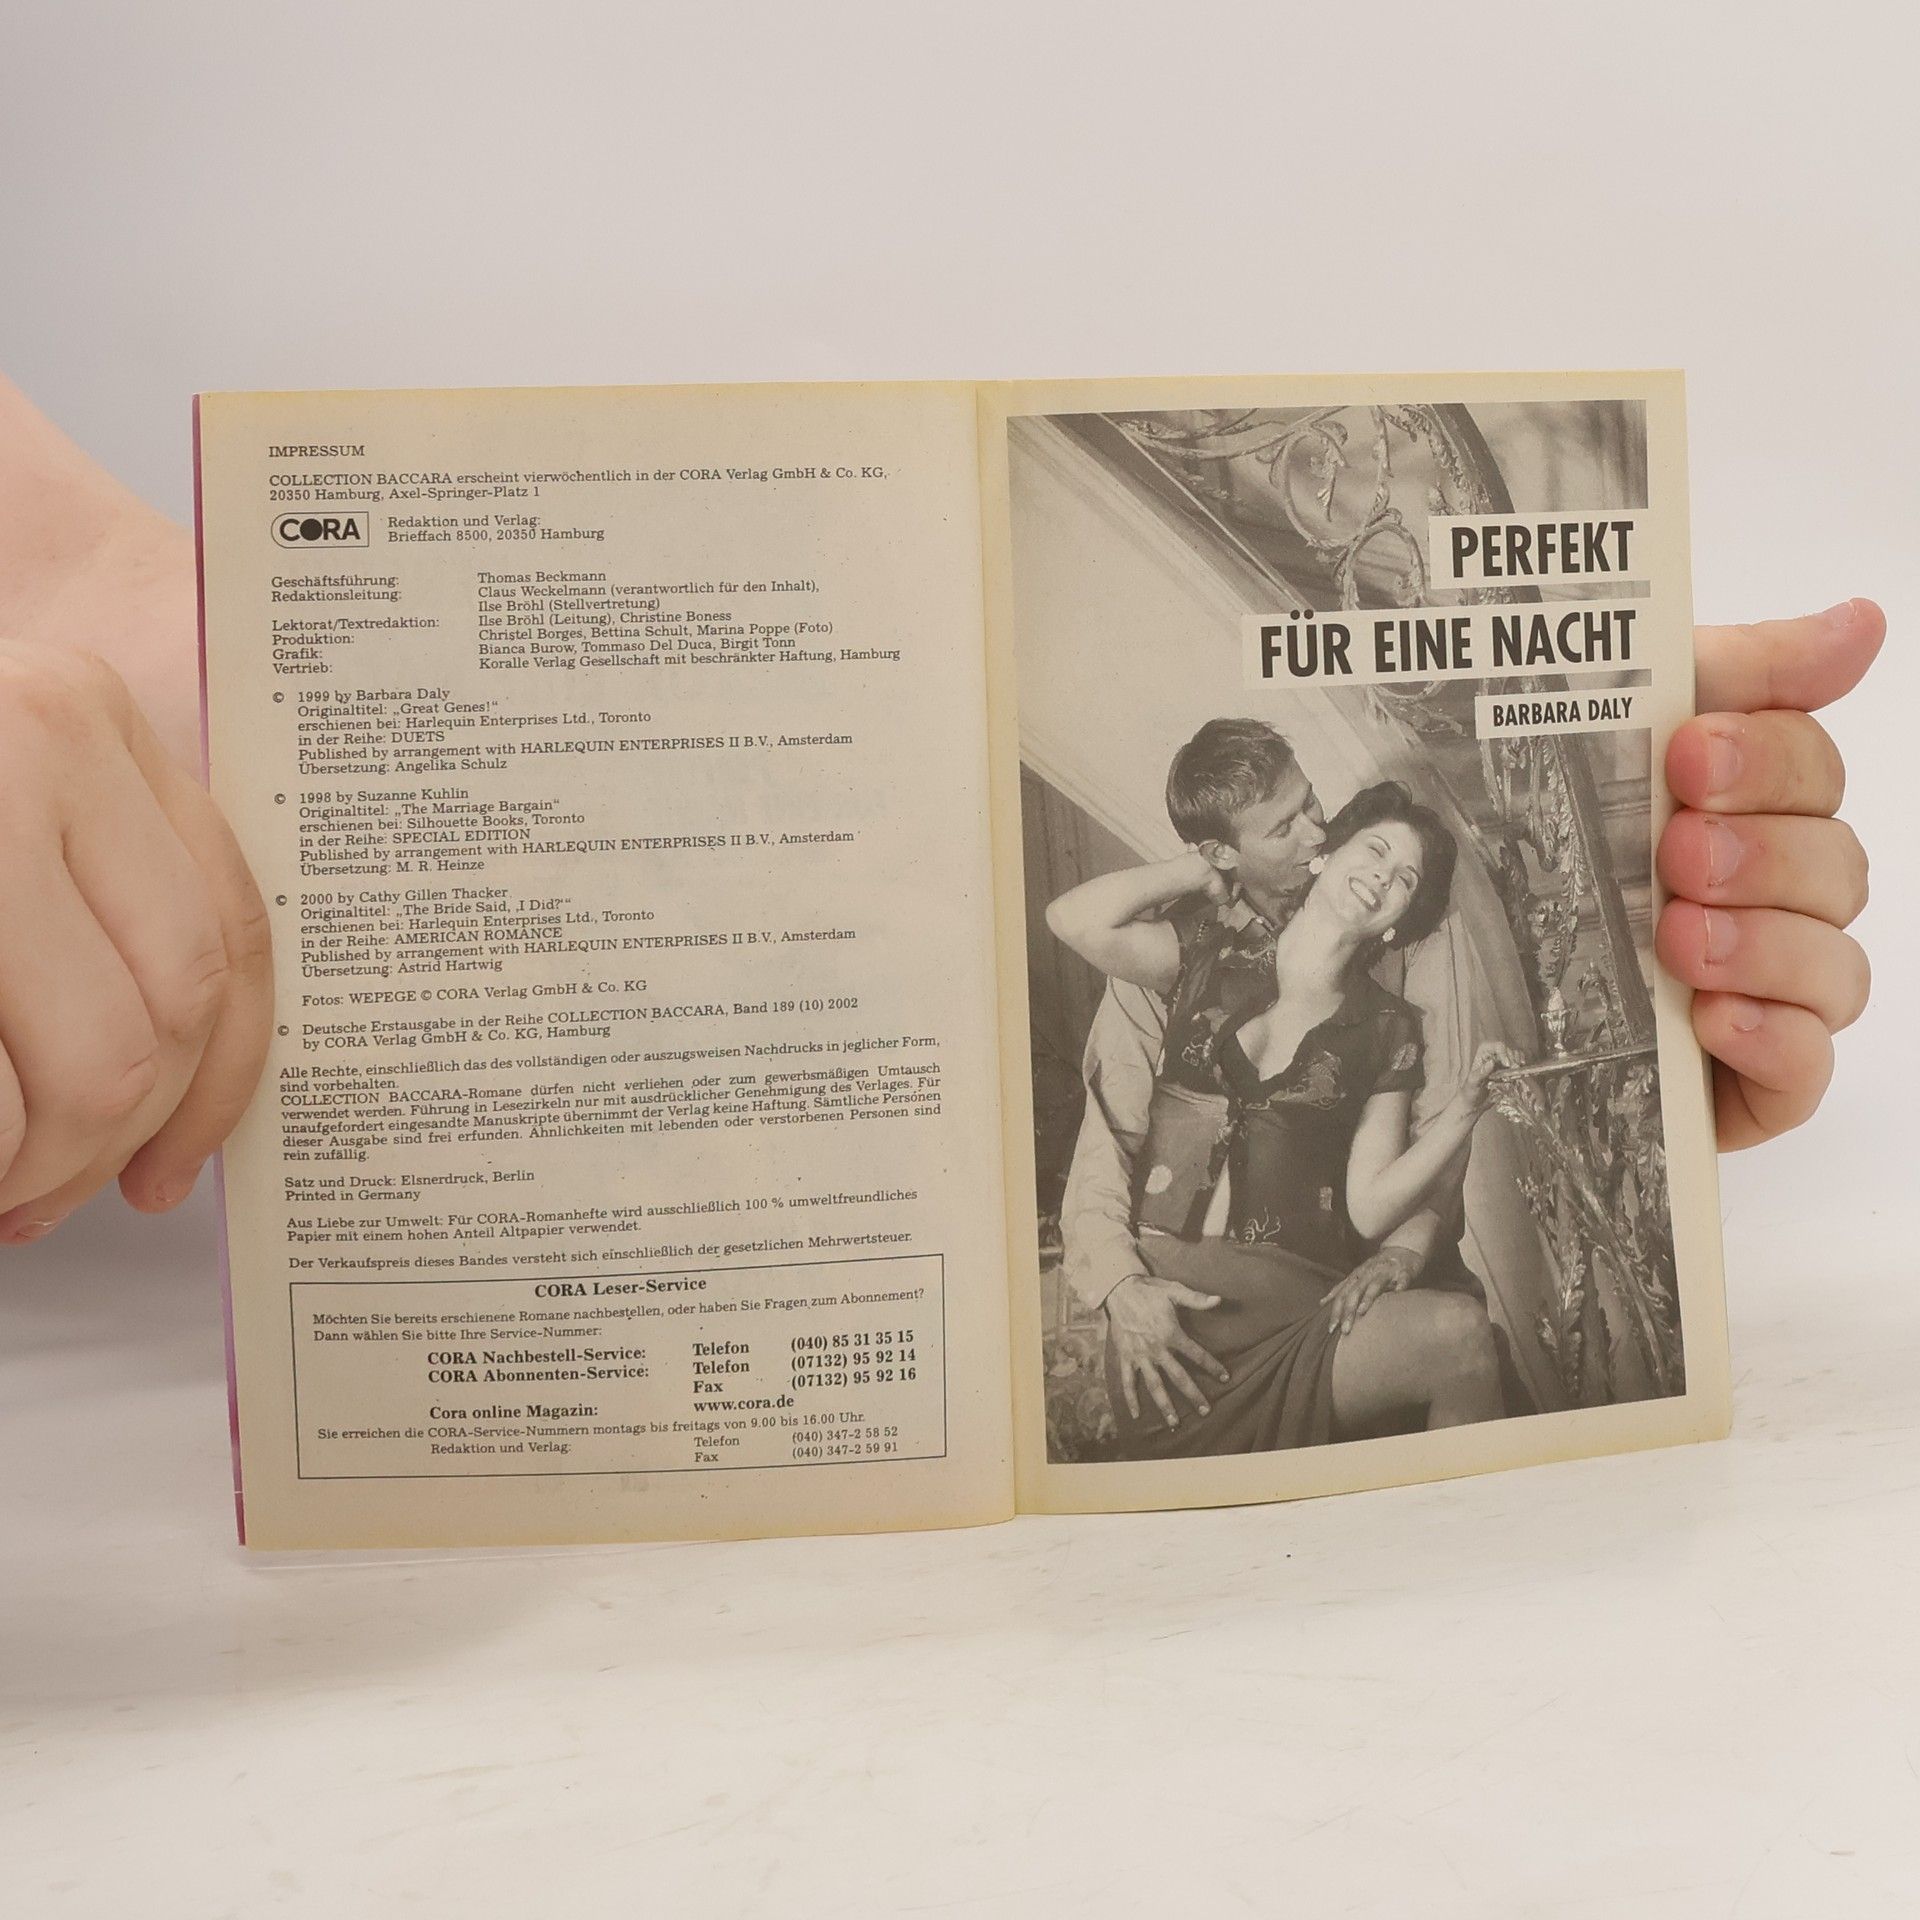 IMPRESSUM
COLLECTION BACCARA erscheint vierwöchentlich in der CORA Verlag GmbH & Co. KG,
20350 Hamburg, Axel-Springer-Platz 1
CORA
Redaktion und Verlag:
Brieffach 8500, 20350 Hamburg
Geschäftsführung: Thomas Beckmann
Redaktionsleitung: Claus Weckelmann (verantwortlich für den Inhalt),
Ilse Bröhl (Stellvertretung)
Lektorat/Textredaktion: Ilse Bröhl (Leitung), Christine Boness
Produktion: Christel Borges, Bettina Schult, Marina Poppe (Foto)
Grafik: Bianca Burow, Tommaso Del Duca, Birgit Tonn
Vertrieb: Koralle Verlag Gesellschaft mit beschränkter Haftung, Hamburg
© 1999 by Barbara Daly
Originaltitel: „Great Genes!“
erschienen bei: Harlequin Enterprises Ltd., Toronto
in der Reihe: DUETS
Published by arrangement with HARLEQUIN ENTERPRISES II B.V., Amsterdam
Übersetzung: Angelika Schulz
© 1998 by Suzanne Kuhlin
Originaltitel: „The Marriage Bargain“
erschienen bei: Silhouette Books, Toronto
in der Reihe: SPECIAL EDITION
Published by arrangement with HARLEQUIN ENTERPRISES II B.V., Amsterdam
Übersetzung: M. R. Heinze
© 2000 by Cathy Gillen Thacker
Originaltitel: „The Bride Said, ‚I Did?‘“
erschienen bei: Harlequin Enterprises Ltd., Toronto
in der Reihe: AMERICAN ROMANCE
Published by arrangement with HARLEQUIN ENTERPRISES II B.V., Amsterdam
Übersetzung: Astrid Hartwig
Fotos: WEPEGE © CORA Verlag GmbH & Co. KG
© Deutsche Erstausgabe in der Reihe COLLECTION BACCARA, Band 189 (10) 2002
by CORA Verlag GmbH & Co. KG, Hamburg
Alle Rechte, einschließlich das des vollständigen oder auszugsweisen Nachdrucks in jeglicher Form,
sind vorbehalten.
COLLECTION BACCARA-Romane dürfen nicht verliehen oder zum gewerbsmäßigen Umtausch
verwendet werden. Führung in Lesezirkeln nur mit ausdrücklicher Genehmigung des Verlages. Für
unaufgefordert eingesandte Manuskripte übernimmt der Verlag keine Haftung. Sämtliche Personen
dieser Ausgabe sind frei erfunden. Ähnlichkeiten mit lebenden oder verstorbenen Personen sind
rein zufällig.
Satz und Druck: Elsnerdruck, Berlin
Printed in Germany
Aus Liebe zur Umwelt: Für CORA-Romanhefte wird ausschließlich 100 % umweltfreundliches
Papier mit einem hohen Anteil Altpapier verwendet.
Der Verkaufspreis dieses Bandes versteht sich einschließlich der gesetzlichen Mehrwertsteuer.
CORA Leser-Service
Möchten Sie bereits erschienene Romane nachbestellen, oder haben Sie Fragen zum Abonnement?
Dann wählen Sie bitte Ihre Service-Nummer:
CORA Nachbestell-Service: Telefon (040) 85 31 35 15
CORA Abonnenten-Service: Telefon (07132) 95 92 14
Fax (07132) 95 92 16
Cora online Magazin: www.cora.de
Sie erreichen die CORA-Service-Nummern montags bis freitags von 9.00 bis 16.00 Uhr.
Redaktion und Verlag: Telefon (040) 347-2 58 52
Fax (040) 347-2 59 91
PERFEKT
FÜR EINE NACHT
BARBARA DALY